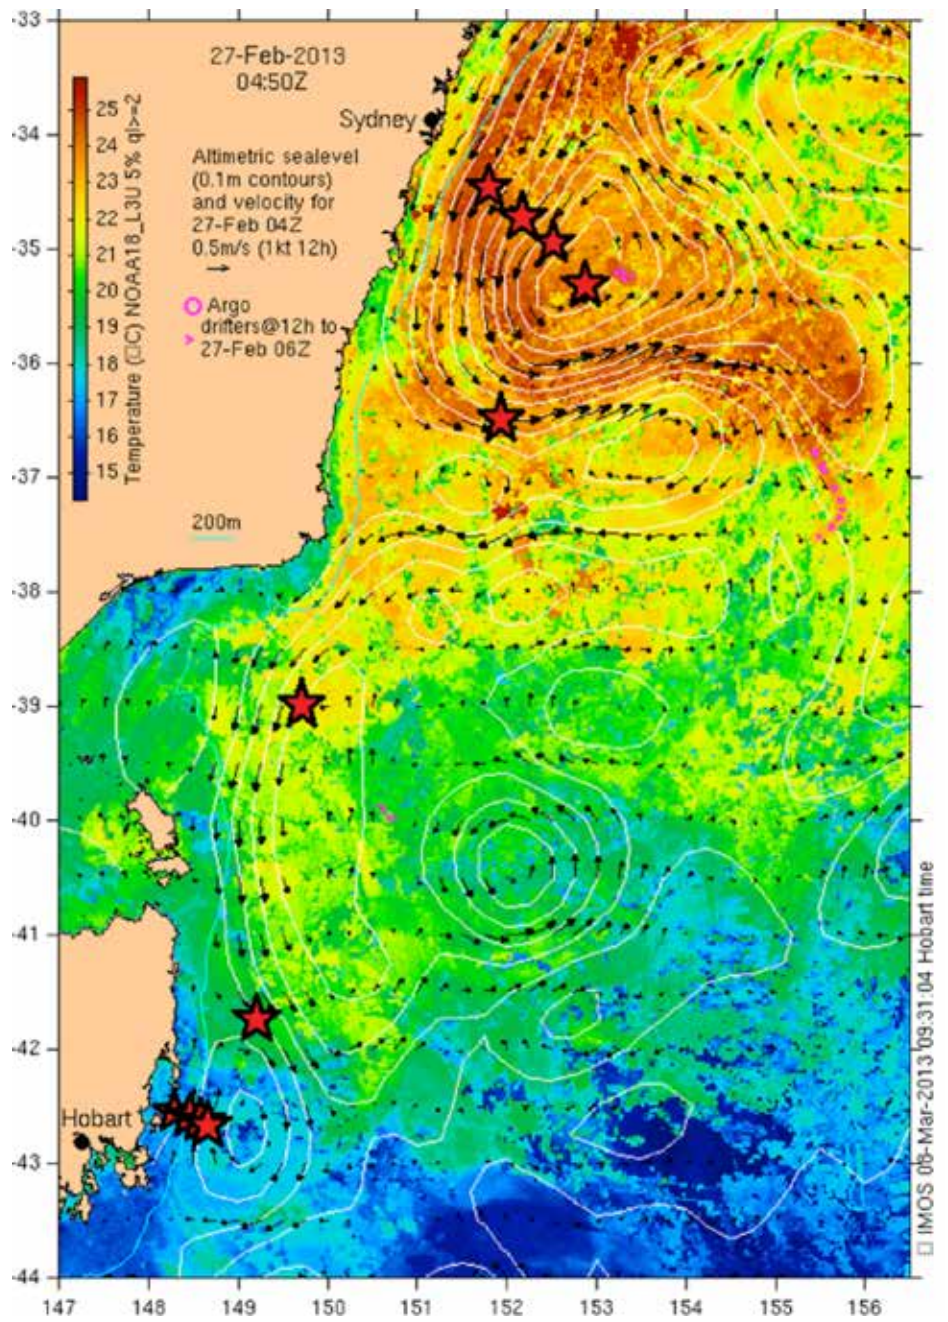 -33
27-Feb-2013
04:50Z
Sydney
Altimetric sealevel
(0.1m contours)
and velocity for
27-Feb 04Z
0.5m/s (1kt 12h)
Argo
drifters@12h to
27-Feb 06Z
25
24
23
22
21
20
19
18
17
16
15
Temperature (□C) NOAA18_L3U 5% ql>=2
200m
-34
-35
-36
-37
-38
-39
-40
-41
-42
Hobart
-43
-44
147 148 149 150 151 152 153 154 155 156
□ IMOS 08-Mar-2013 09:31:04 Hobart time